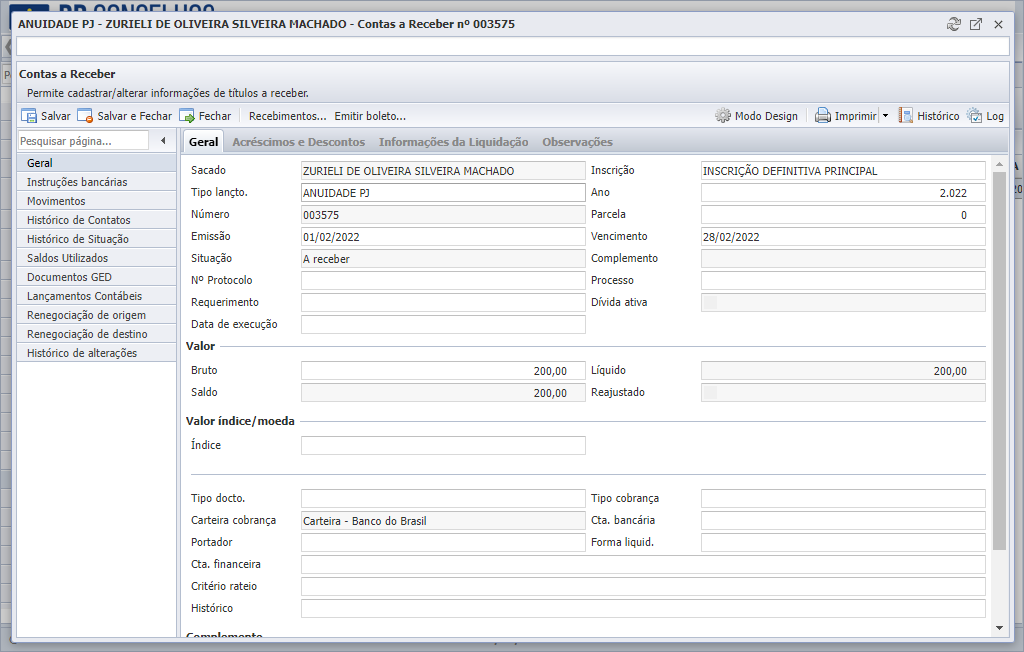 ANUIDADE PJ - ZURIELI DE OLIVEIRA SILVEIRA MACHADO - Contas a Receber nº 003575
Contas a Receber
Permite cadastrar/alterar informações de títulos a receber.
Salvar Salvar e Fechar Fechar Recebimentos... Emitir boleto... Modo Design Imprimir Histórico Log
Pesquisar página...
Geral
Instruções bancárias
Movimentos
Histórico de Contatos
Histórico de Situação
Saldos Utilizados
Documentos GED
Lançamentos Contábeis
Renegociação de origem
Renegociação de destino
Histórico de alterações
Geral Acréscimos e Descontos Informações da Liquidação Observações
Sacado ZURIELI DE OLIVEIRA SILVEIRA MACHADO Inscrição INSCRIÇÃO DEFINITIVA PRINCIPAL
Tipo lançto. ANUIDADE PJ Ano 2.022
Número 003575 Parcela 0
Emissão 01/02/2022 Vencimento 28/02/2022
Situação A receber Complemento
Nº Protocolo Processo
Requerimento Dívida ativa
Data de execução
Valor
Bruto 200,00 Líquido 200,00
Saldo 200,00 Reajustado
Valor índice/moeda
Índice
Tipo docto. Tipo cobrança
Carteira cobrança Carteira - Banco do Brasil Cta. bancária
Portador Forma liquid.
Cta. financeira
Critério rateio
Histórico
Complemento